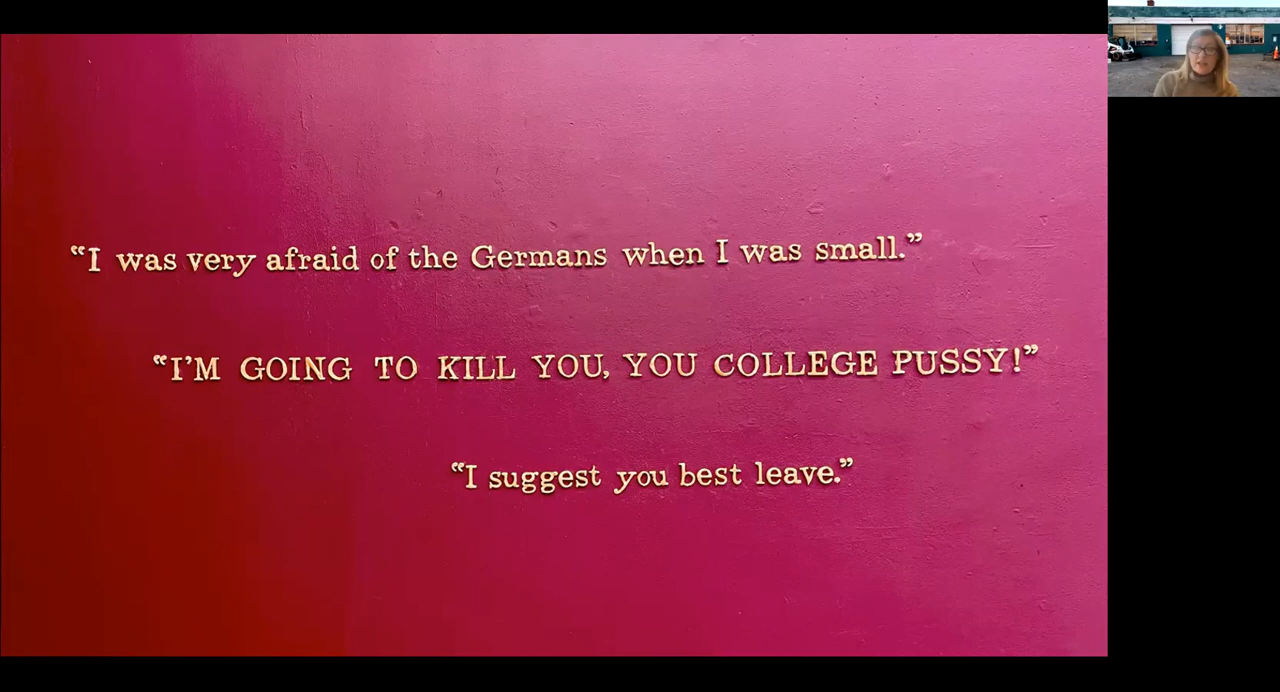 “I was very afraid of the Germans when I was small.”
“I’M GOING TO KILL YOU, YOU COLLEGE PUSSY!”
“I suggest you best leave.”